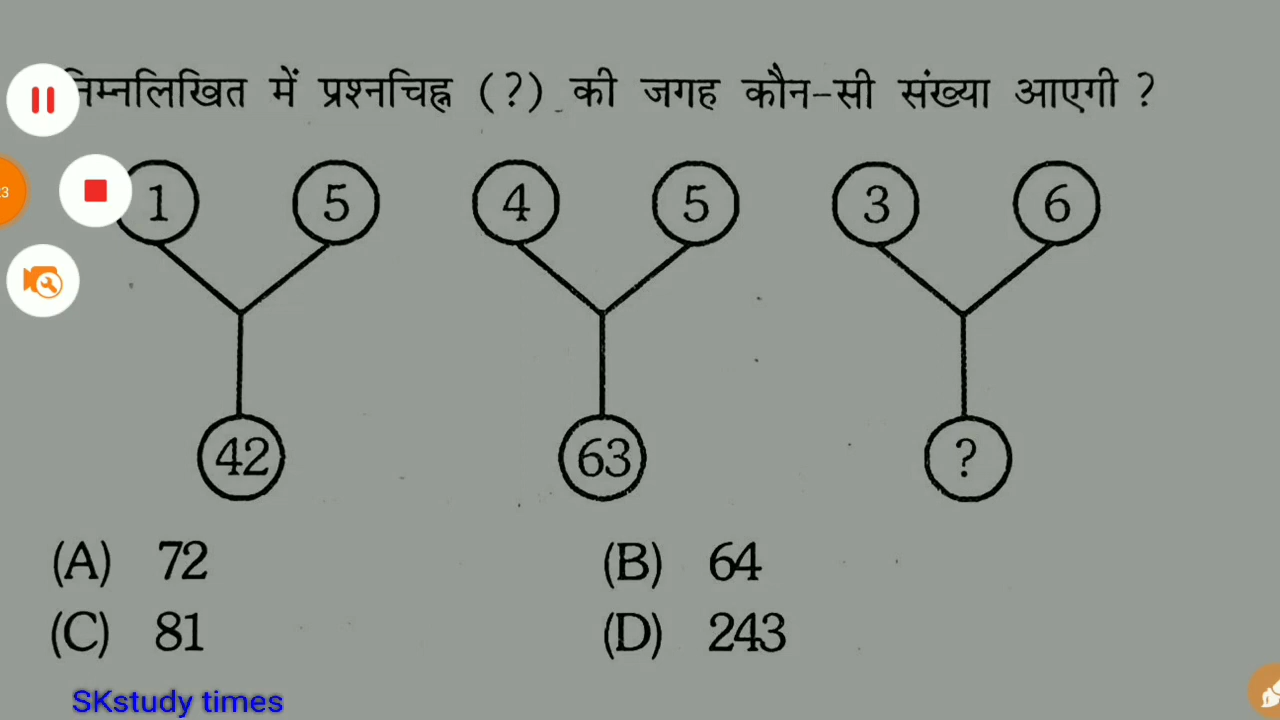 निम्नलिखित में प्रश्नचिह्न (?) की जगह कौन-सी संख्या आएगी ?
1 5 4 5 3 6
42 63 ?
(A) 72 (B) 64
(C) 81 (D) 243
SKstudy times